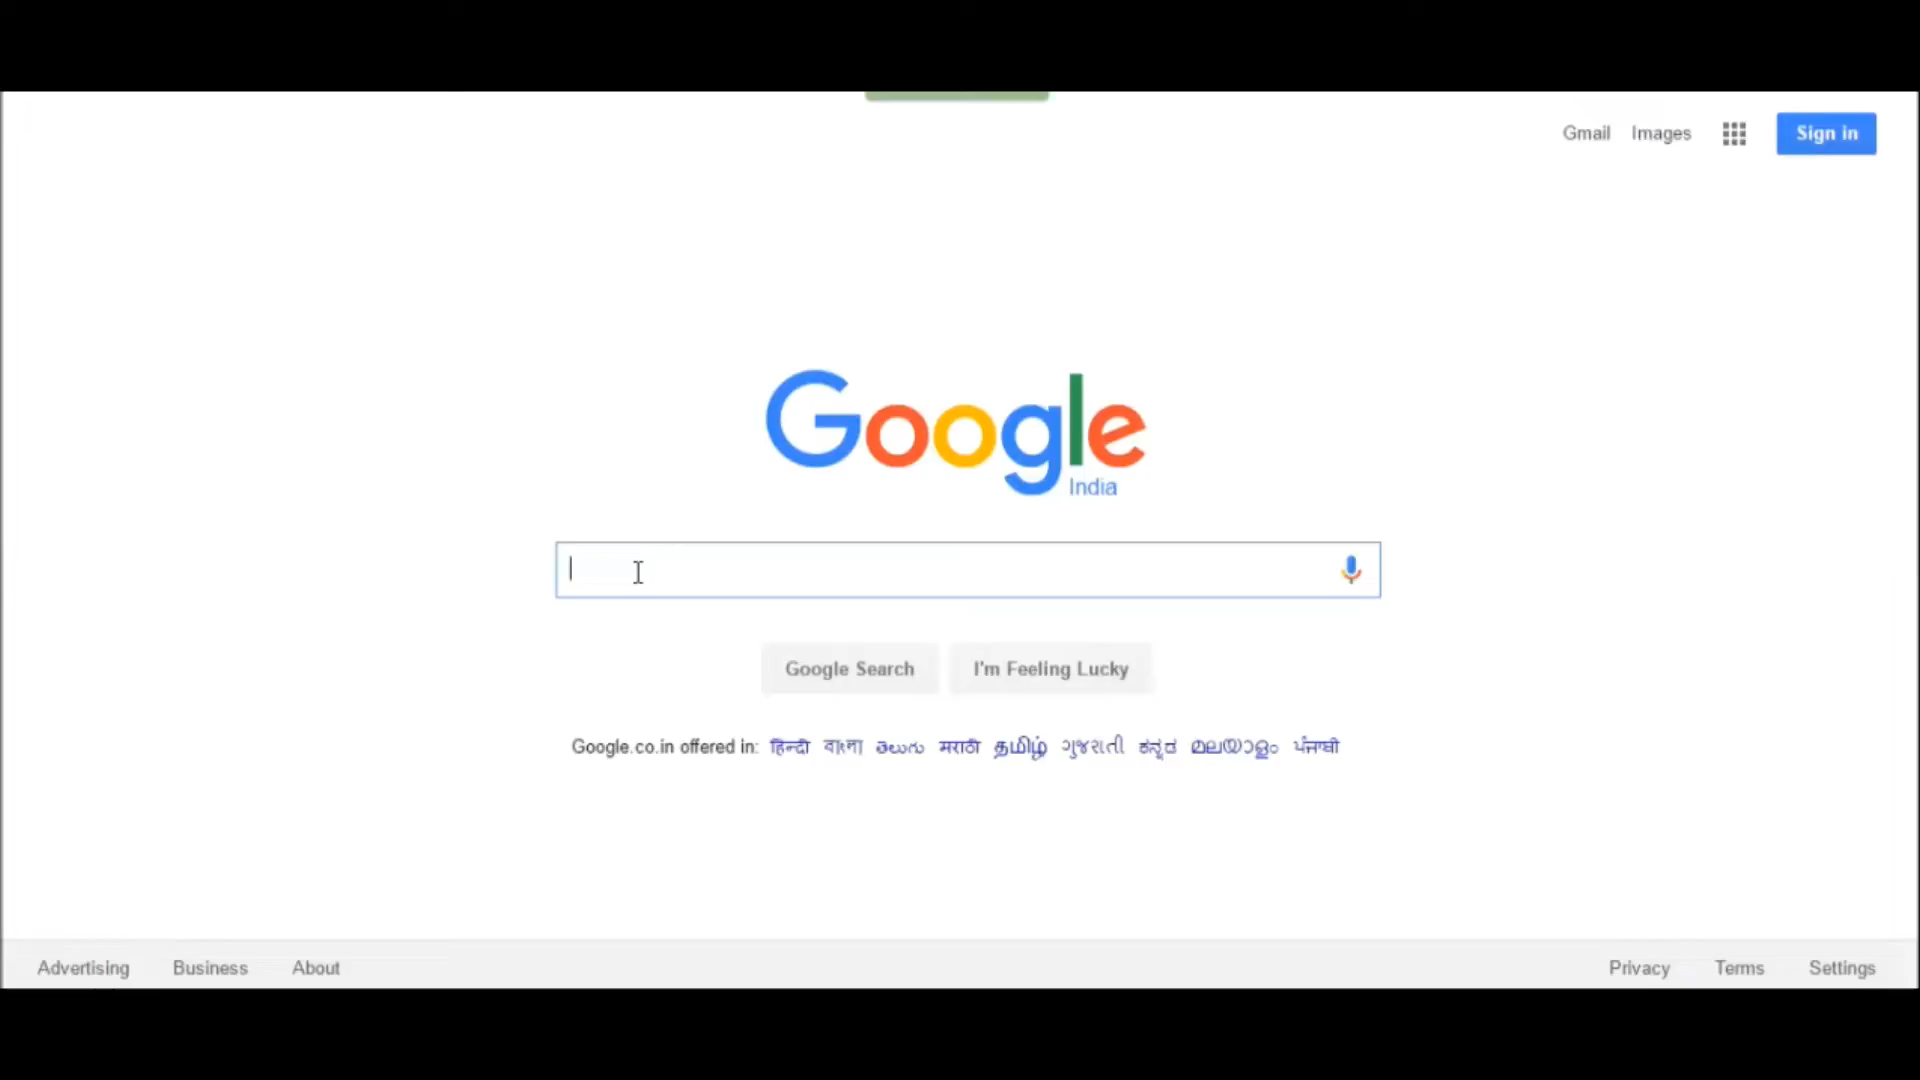 Gmail Images Sign in
Google
India
Google Search I'm Feeling Lucky
Google.co.in offered in: हिन्दी বাংলা తెలుగు मराठी தமிழ் ગુજરાતી ಕನ್ನಡ മലയാളം ਪੰਜਾਬੀ
Advertising Business About Privacy Terms Settings